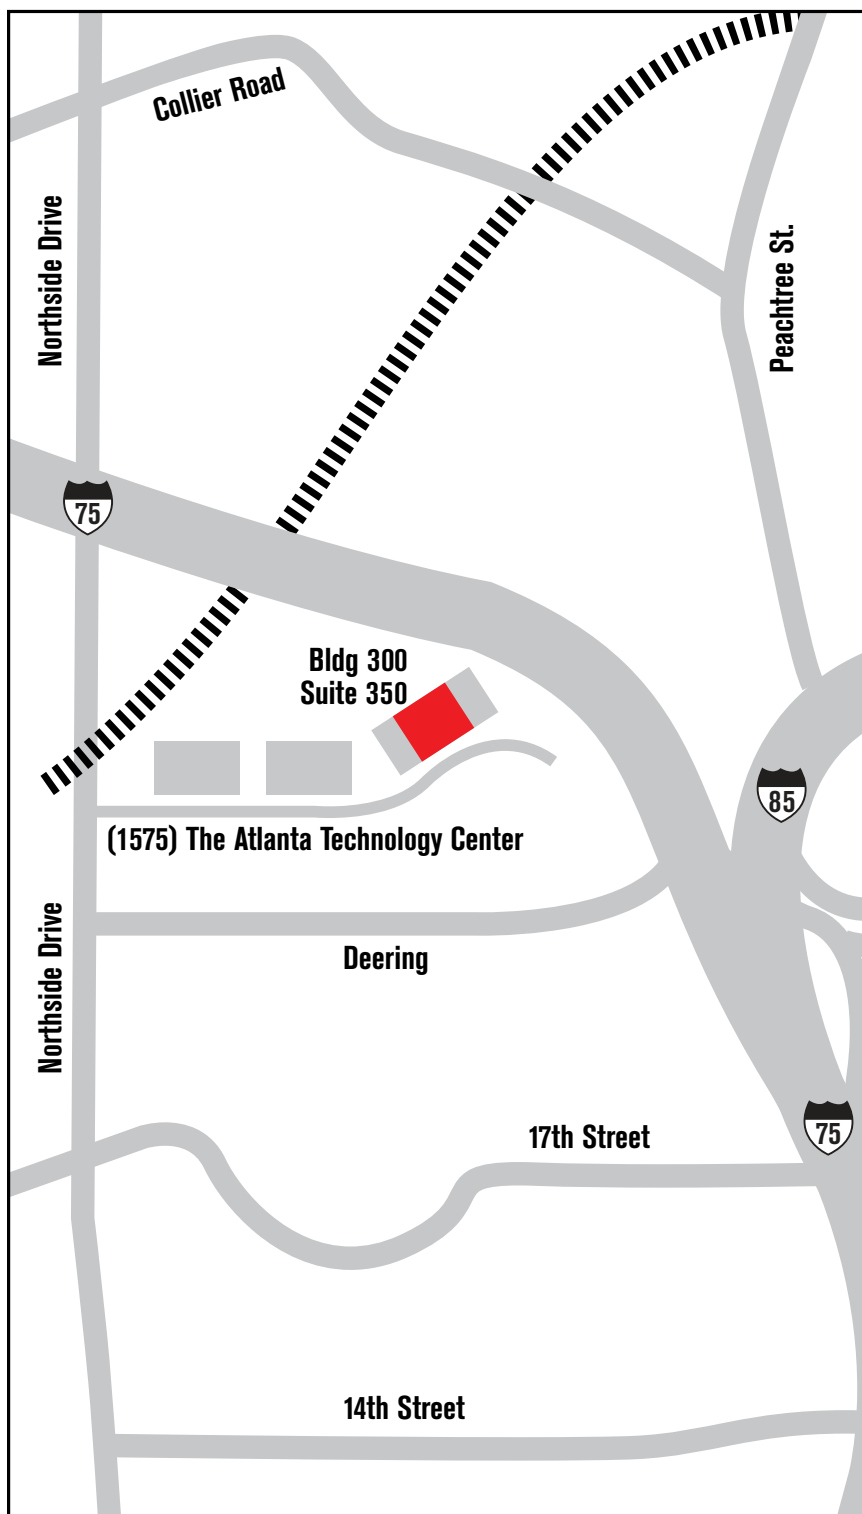 Collier Road
Northside Drive
Peachtree St.
75
Bldg 300
Suite 350
85
(1575) The Atlanta Technology Center
Northside Drive
Deering
75
17th Street
14th Street